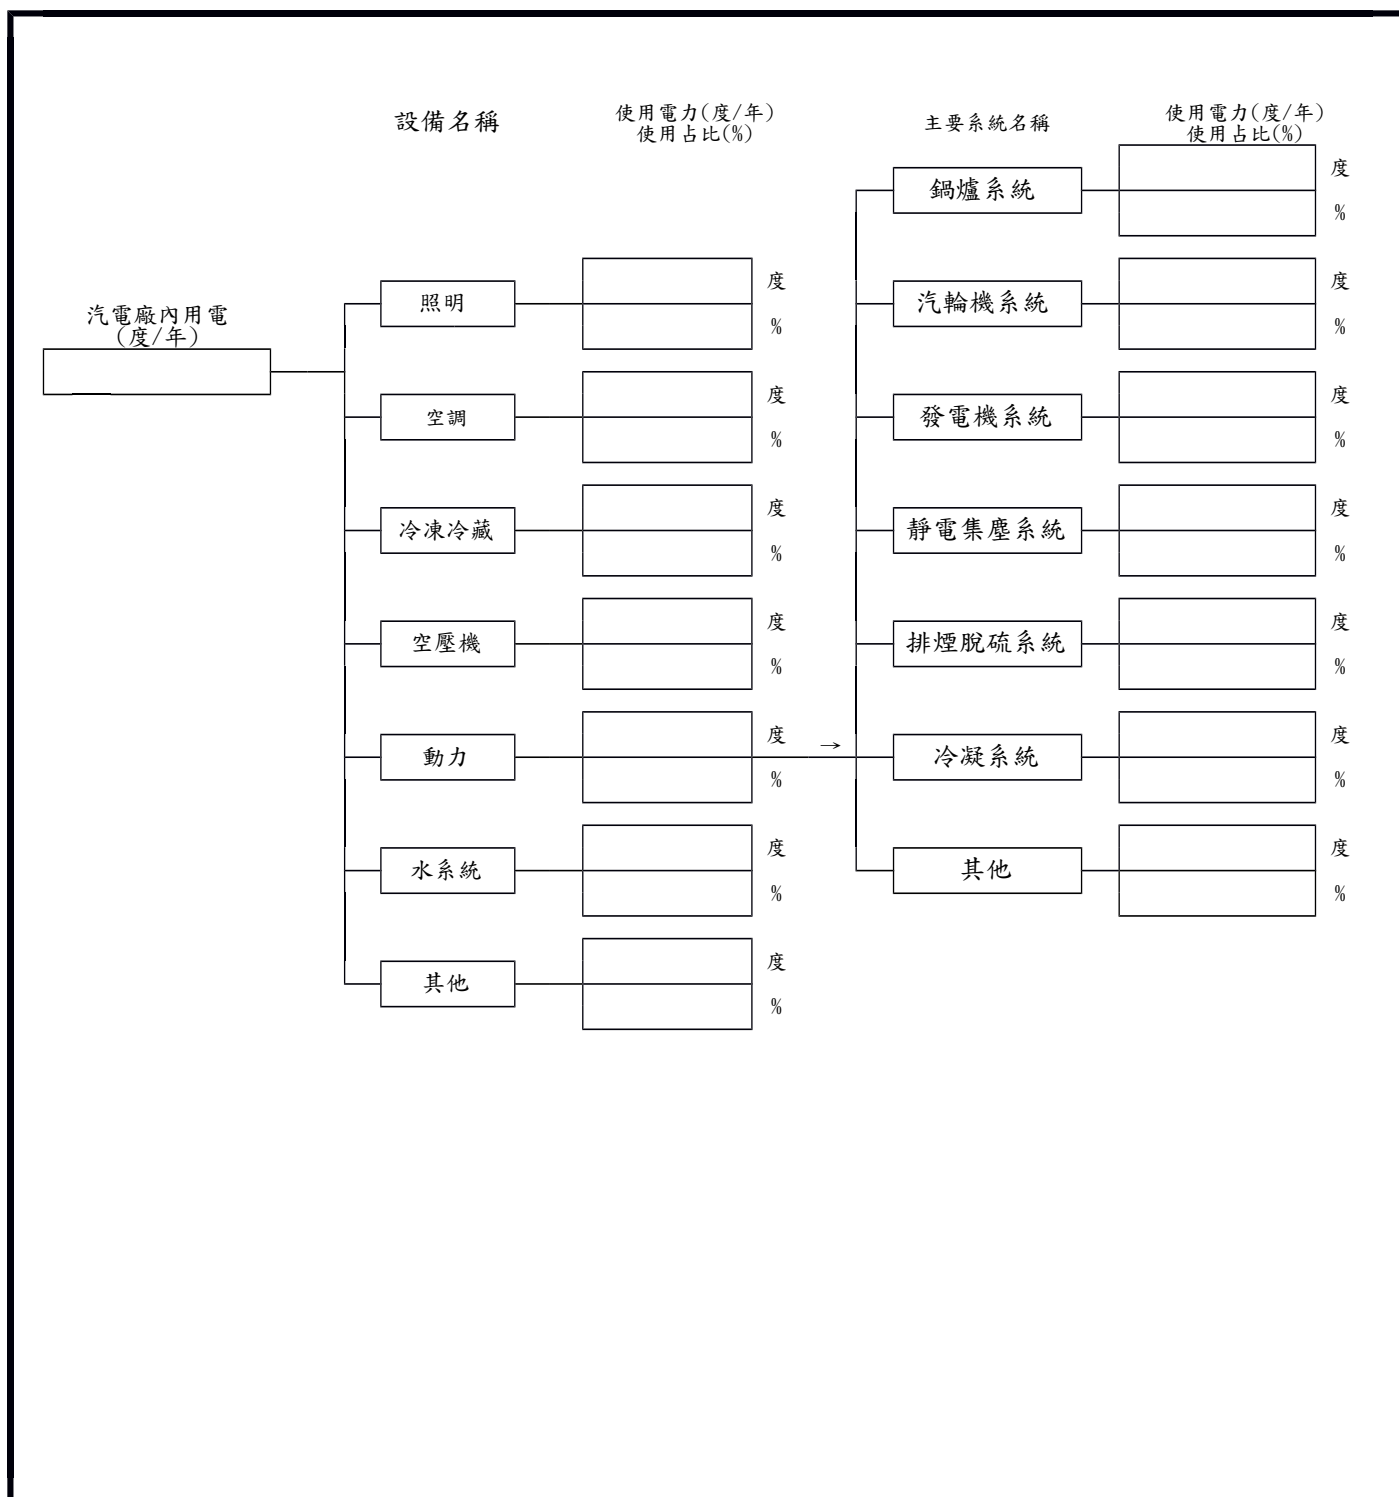 設備名稱
使用電力(度/年)
使用占比(%)
主要系統名稱
使用電力(度/年)
使用占比(%)
鍋爐系統
度
%
汽電廠內用電
(度/年)
照明
度
%
汽輪機系統
度
%
空調
度
%
發電機系統
度
%
冷凍冷藏
度
%
靜電集塵系統
度
%
空壓機
度
%
排煙脫硫系統
度
%
動力
度
%
→
冷凝系統
度
%
水系統
度
%
其他
度
%
其他
度
%